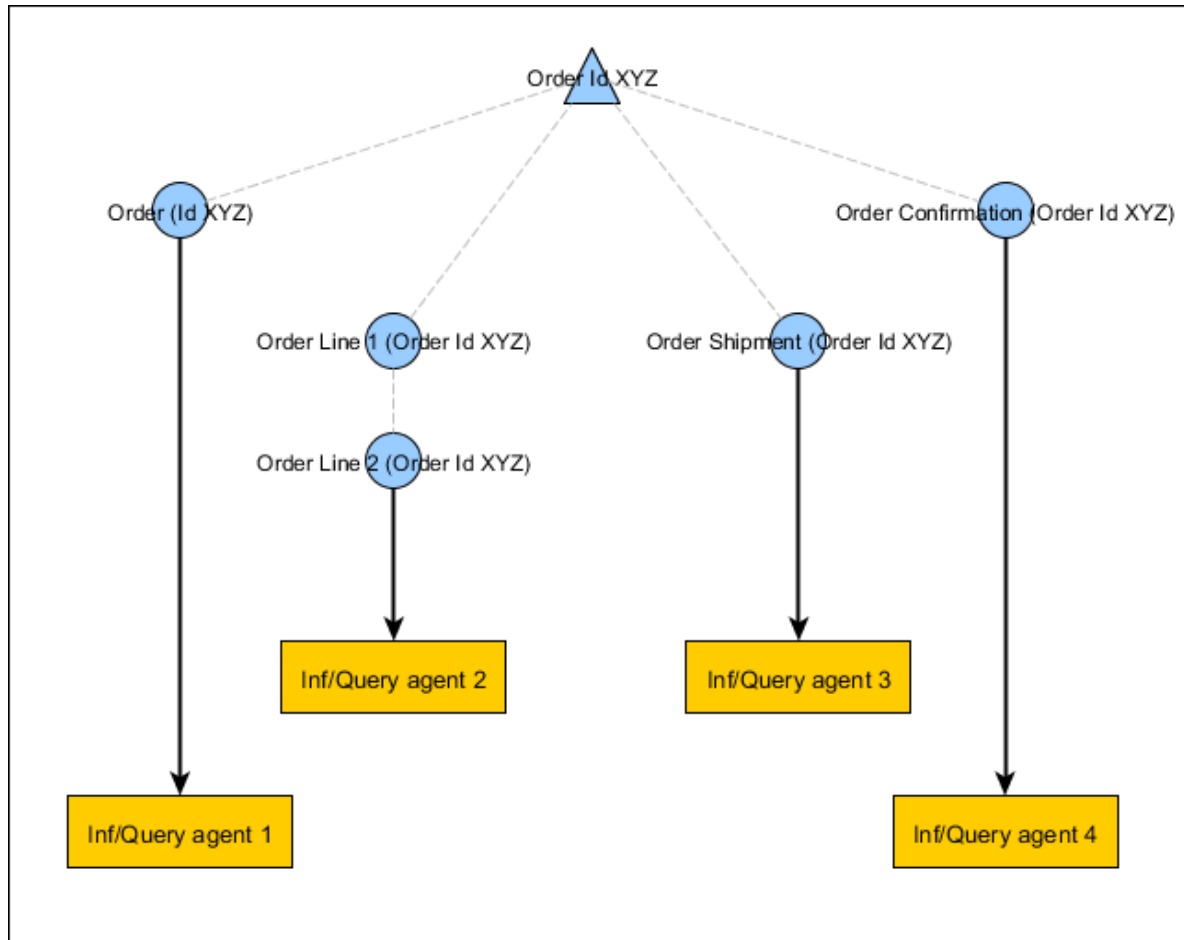 Order Id XYZ
Order (Id XYZ)
Order Confirmation (Order Id XYZ)
Order Line 1 (Order Id XYZ)
Order Shipment (Order Id XYZ)
Order Line 2 (Order Id XYZ)
Inf/Query agent 2
Inf/Query agent 3
Inf/Query agent 1
Inf/Query agent 4